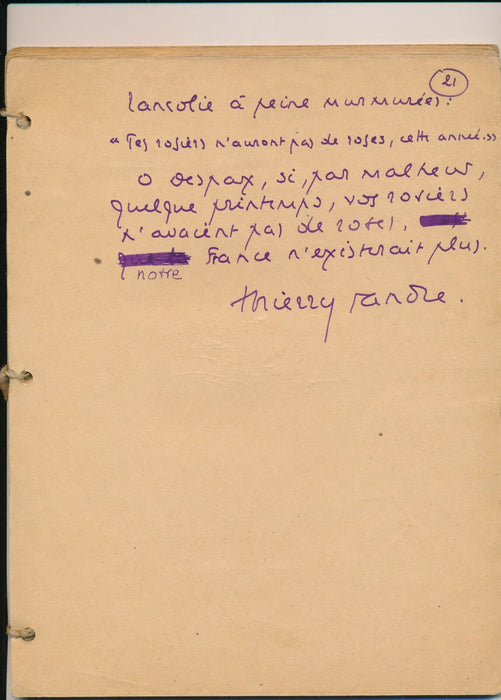 21
lancolie à peine murmurées :
« Tes rosiers n'auront pas de roses, cette année. »
O Despax, si, par malheur,
quelque printemps, vos rosiers
n'avaient pas de roses,
notre France n'existerait plus.
Thierry Sandre.